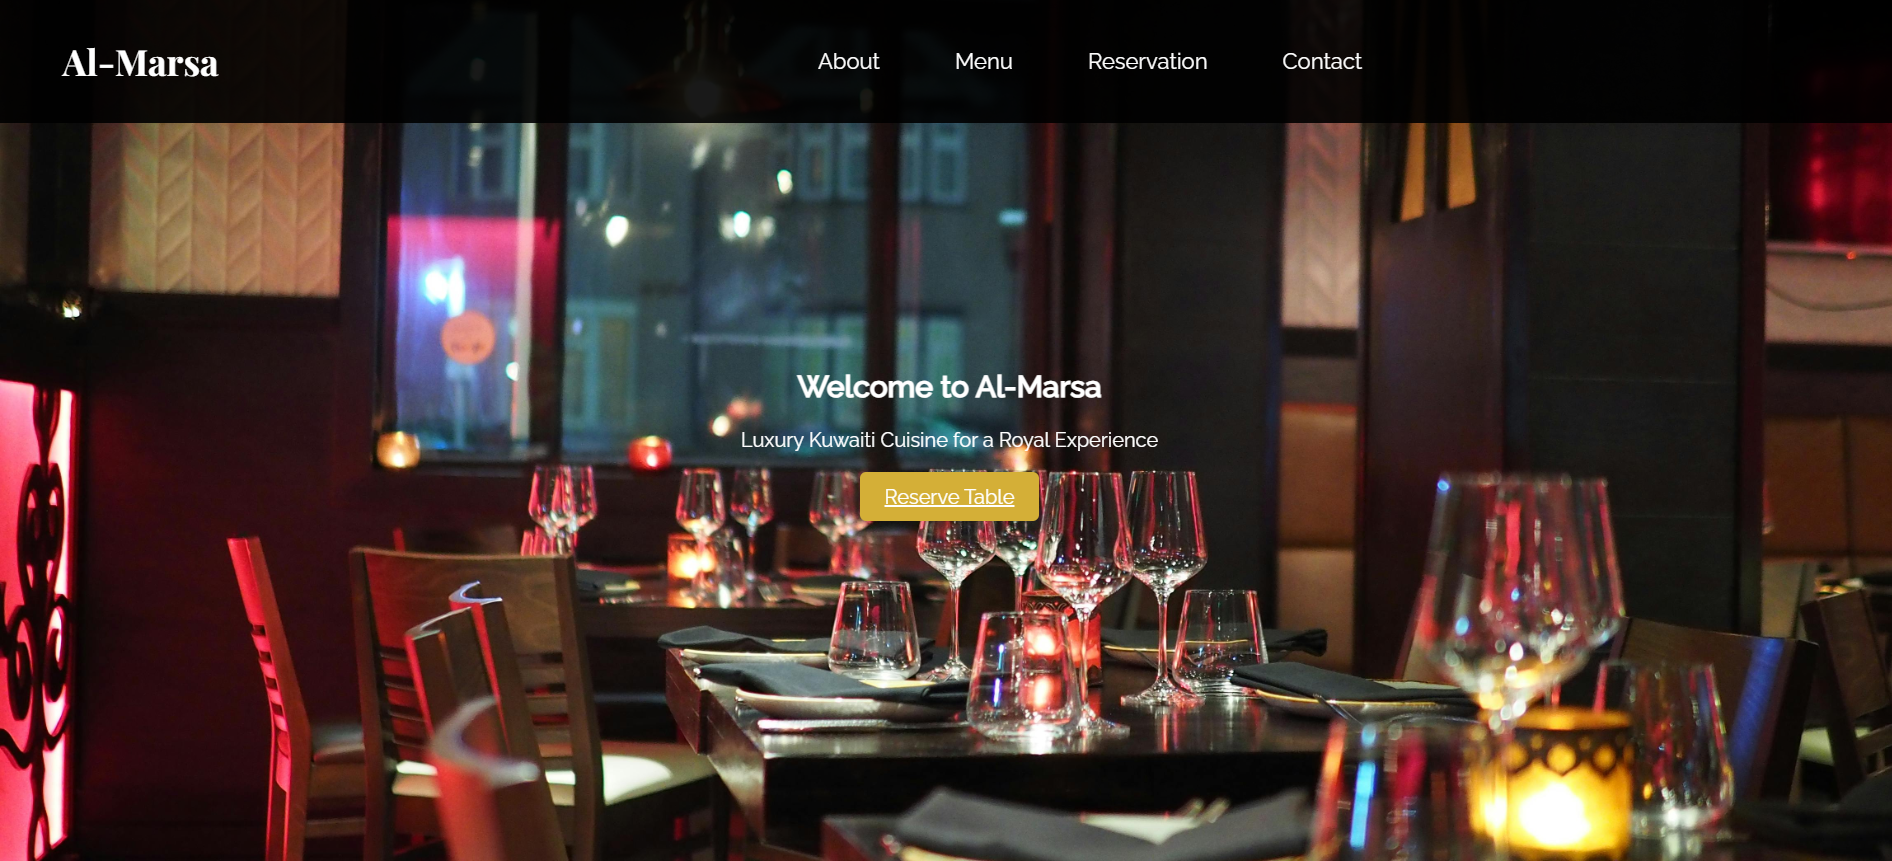 Al-Marsa
About Menu Reservation Contact
Welcome to Al-Marsa
Luxury Kuwaiti Cuisine for a Royal Experience
Reserve Table